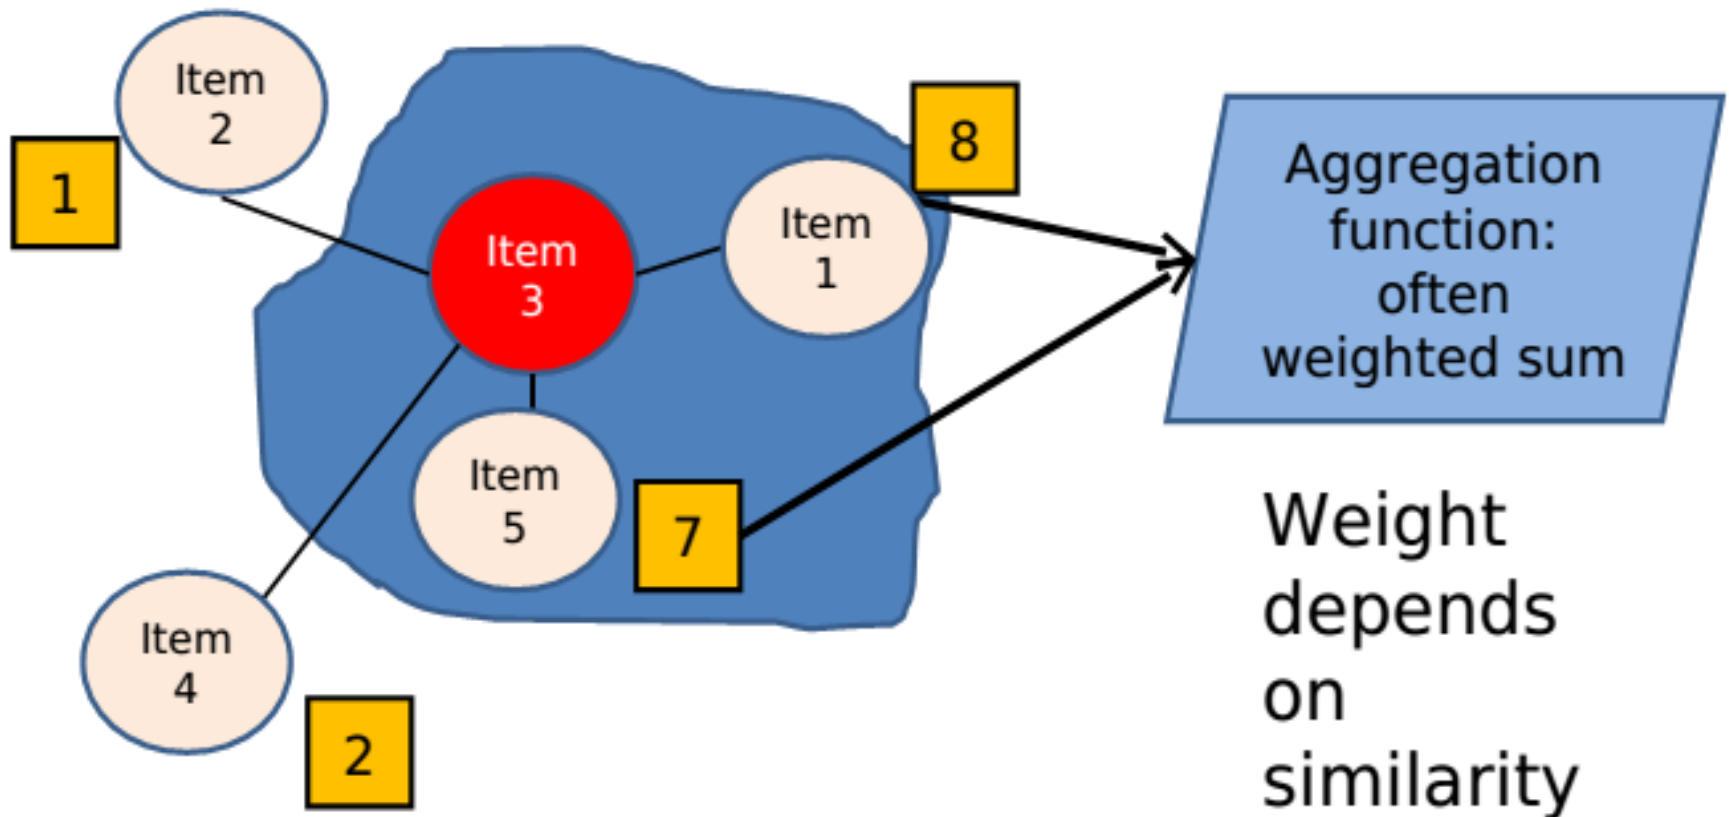 Item
2
1
Item
3
Item
1
8
Item
5
7
Item
4
2
Aggregation
function:
often
weighted sum
Weight
depends
on
similarity